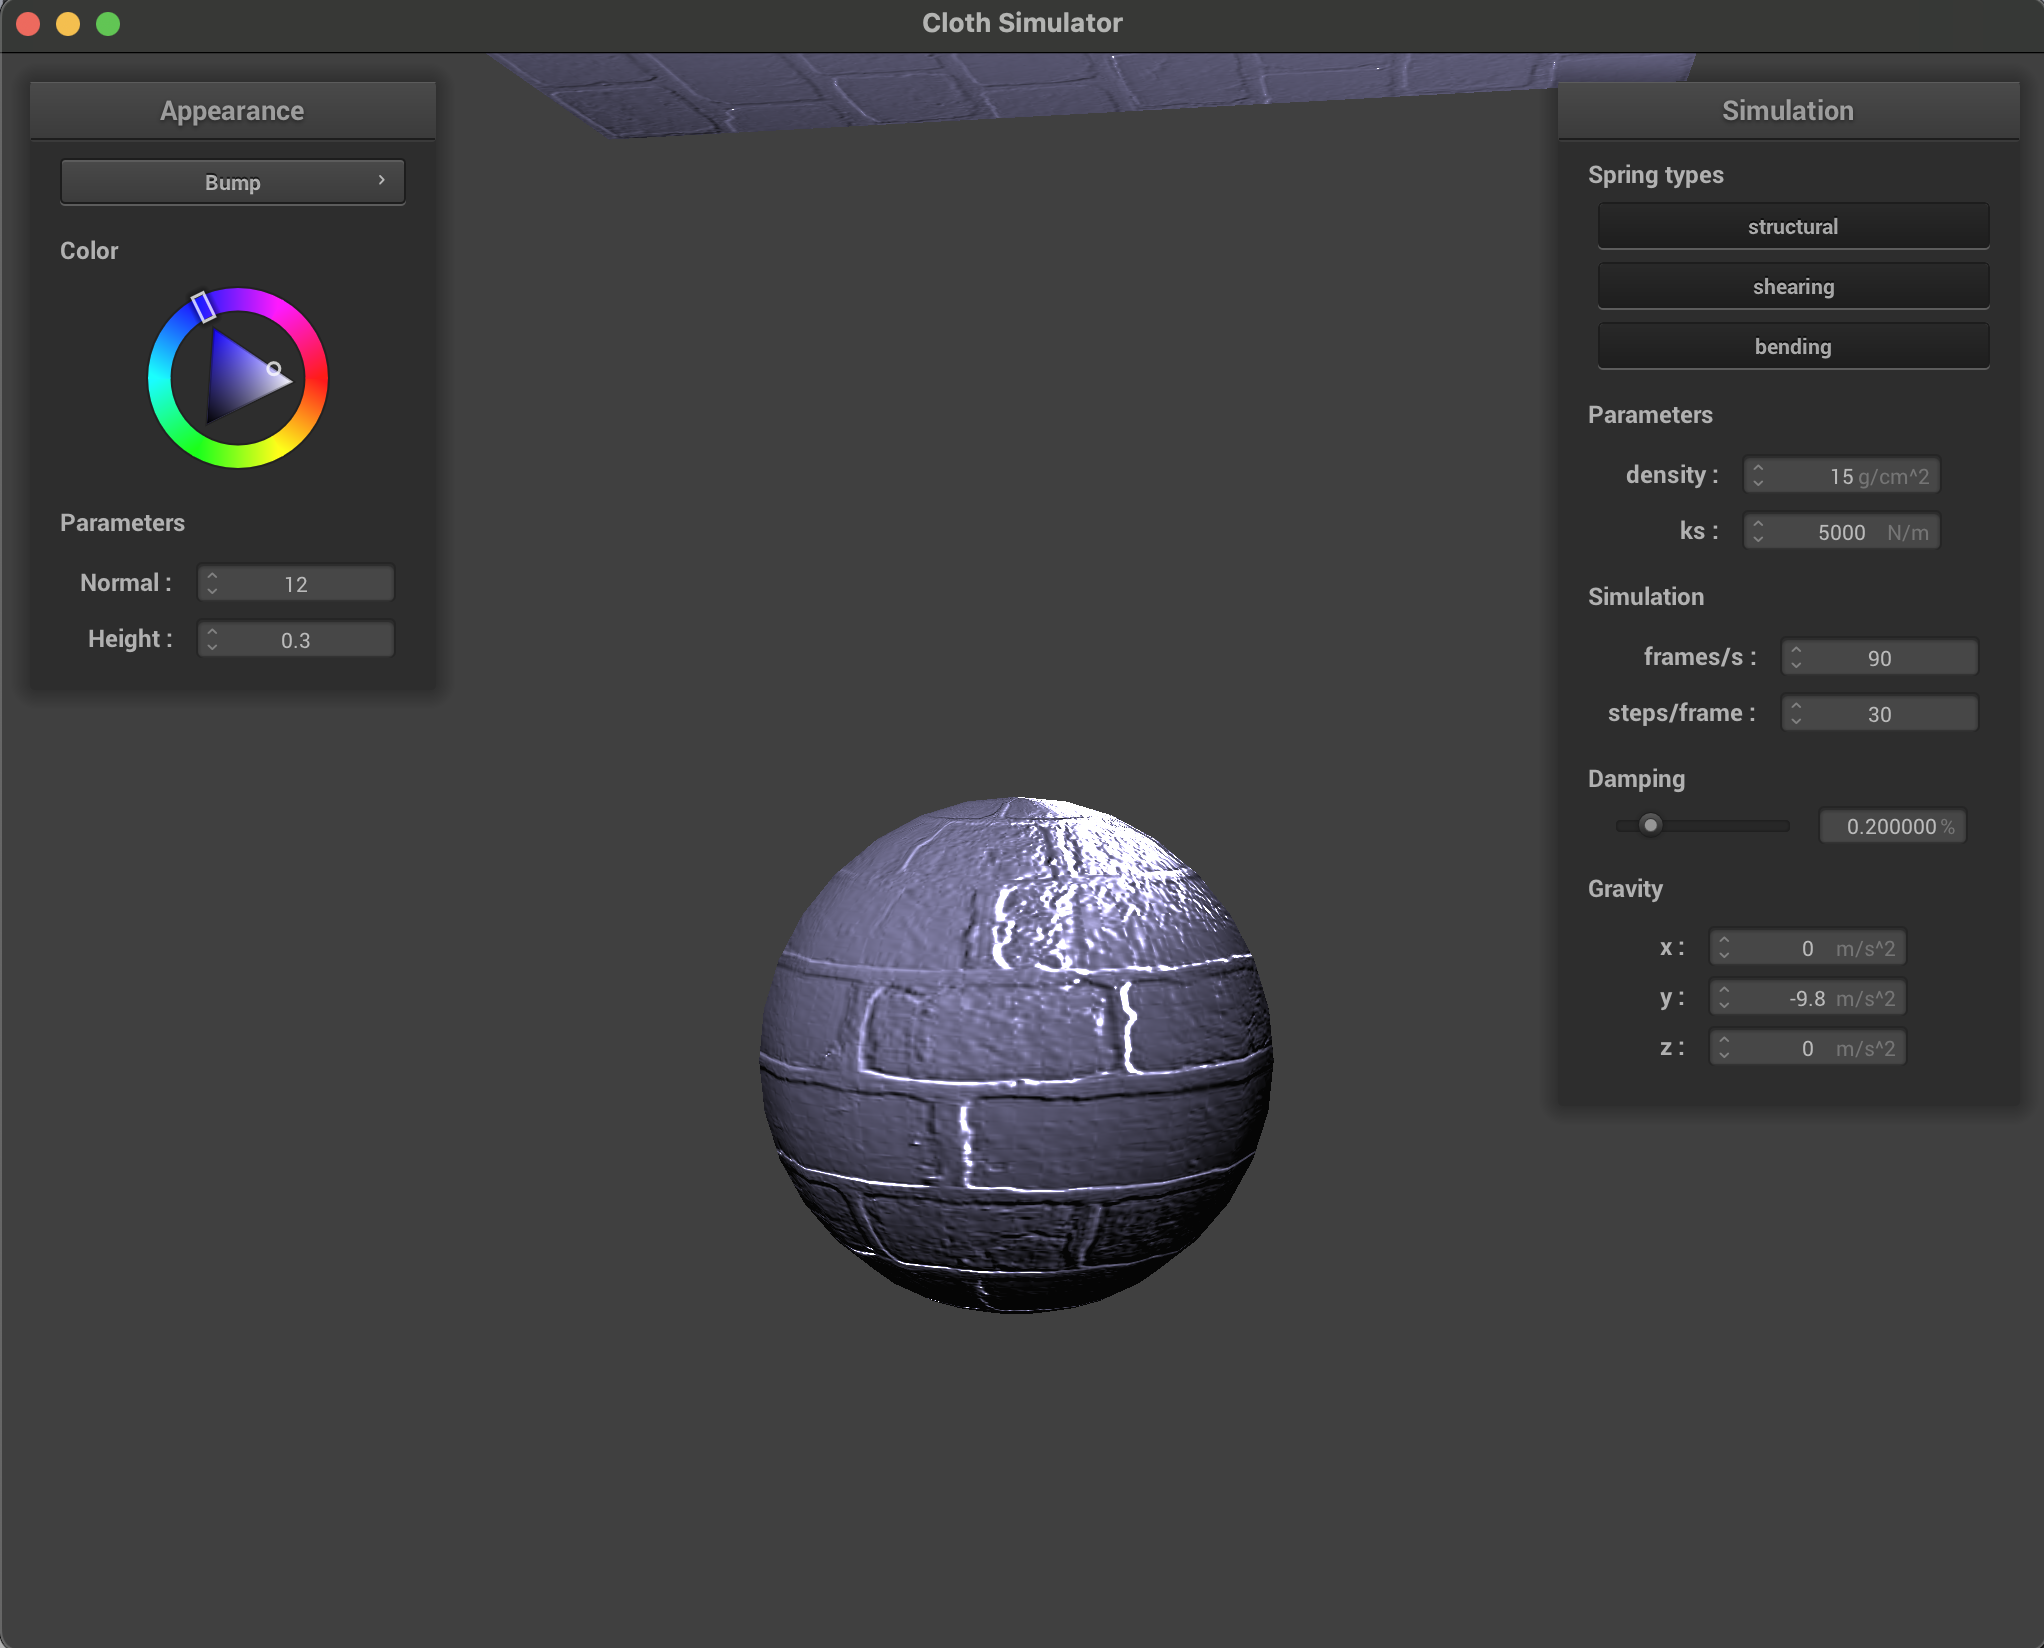 Cloth Simulator
Appearance
Bump
Color
Parameters
Normal : 12
Height : 0.3
Simulation
Spring types
structural
shearing
bending
Parameters
density : 15 g/cm^2
ks : 5000 N/m
Simulation
frames/s : 90
steps/frame : 30
Damping
0.200000 %
Gravity
x : 0 m/s^2
y : -9.8 m/s^2
z : 0 m/s^2